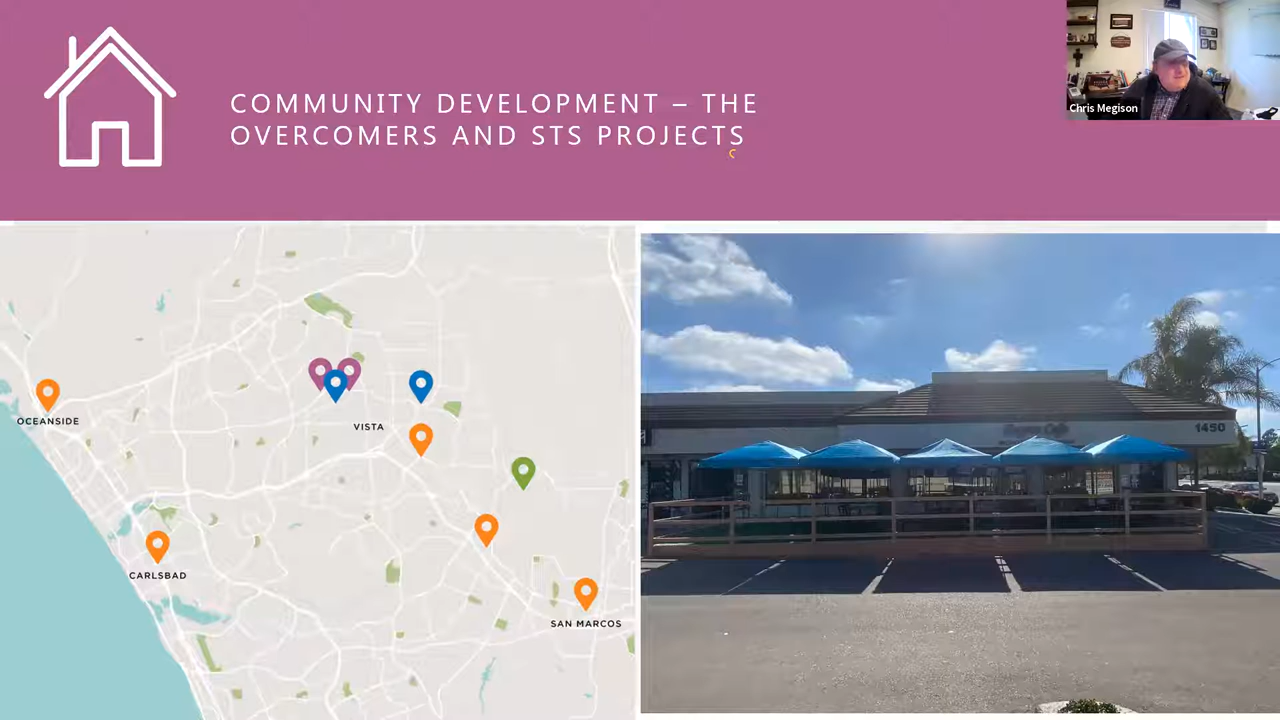 COMMUNITY DEVELOPMENT – THE
OVERCOMERS AND STS PROJECTS
Chris Megison
OCEANSIDE
VISTA
CARLSBAD
SAN MARCOS
1450